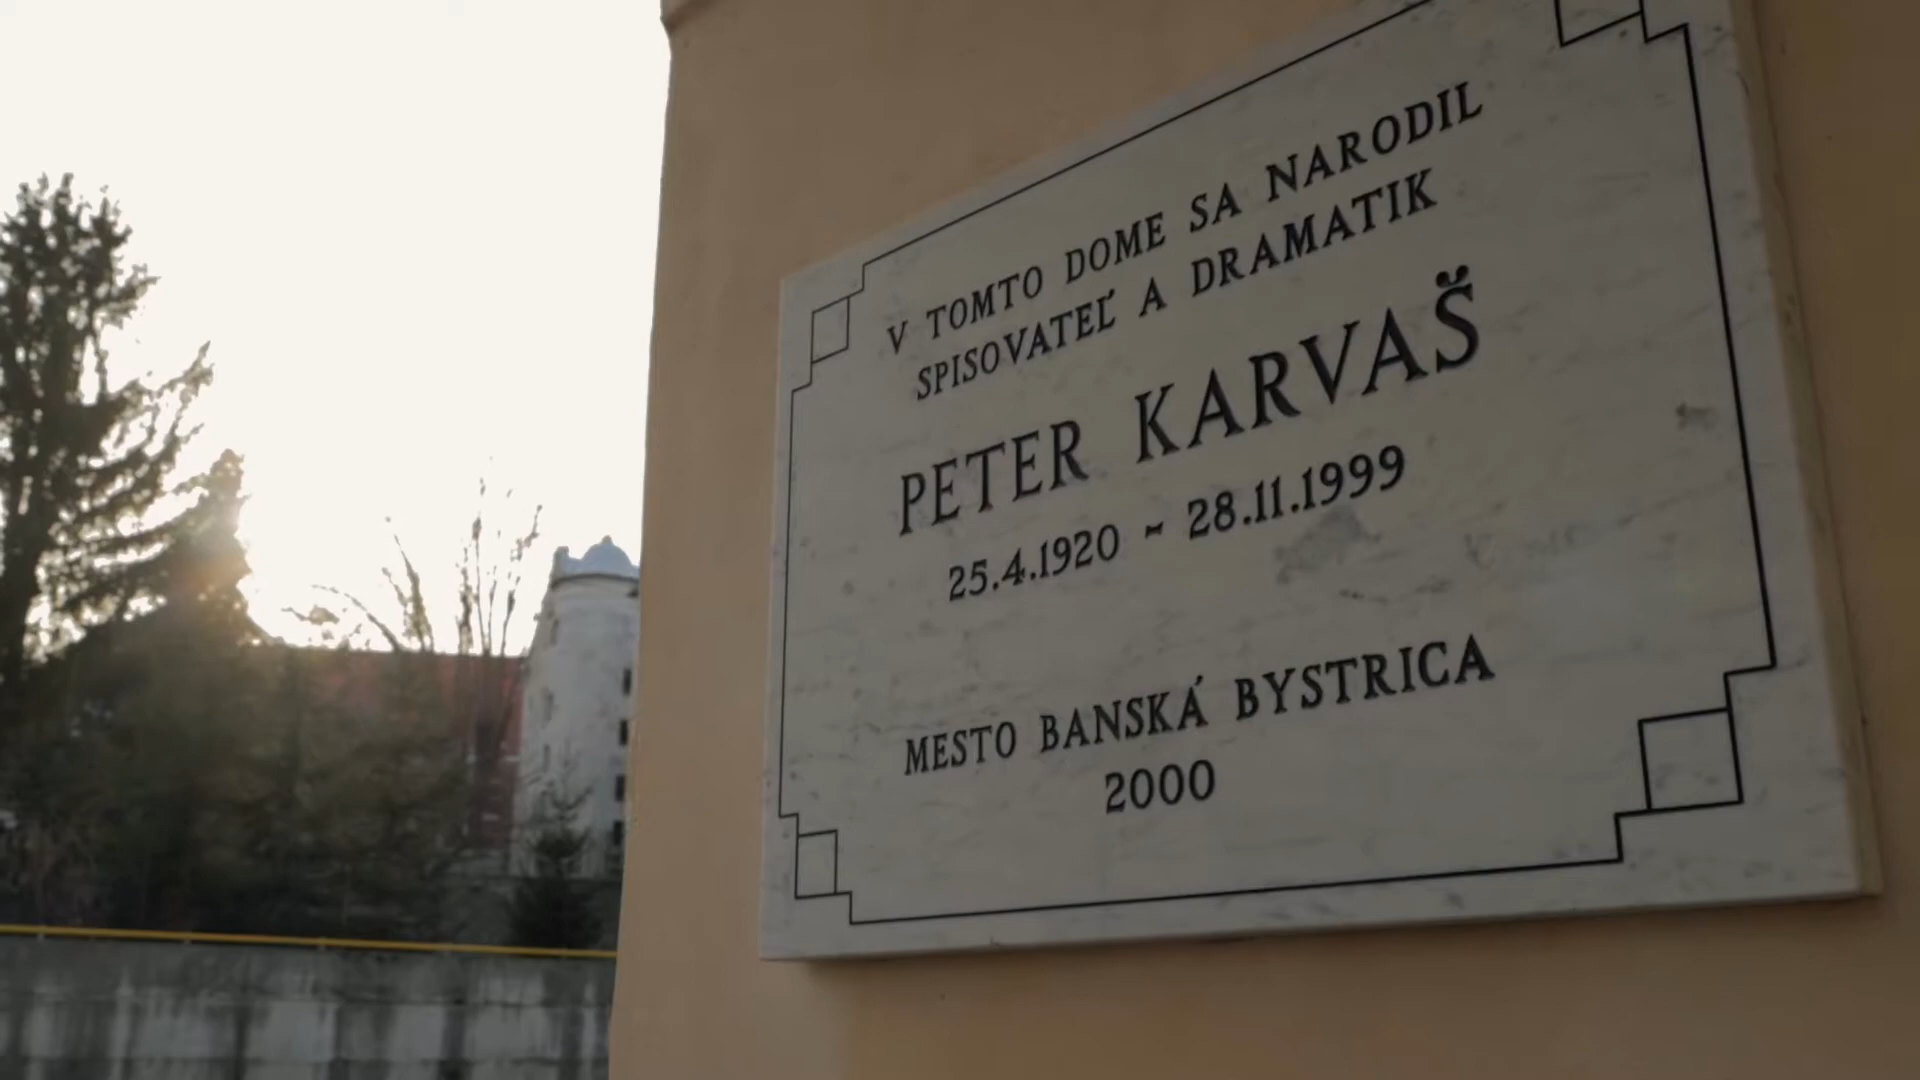 V TOMTO DOME SA NARODIL
SPISOVATEĽ A DRAMATIK
PETER KARVAŠ
25.4.1920 - 28.11.1999
MESTO BANSKÁ BYSTRICA
2000